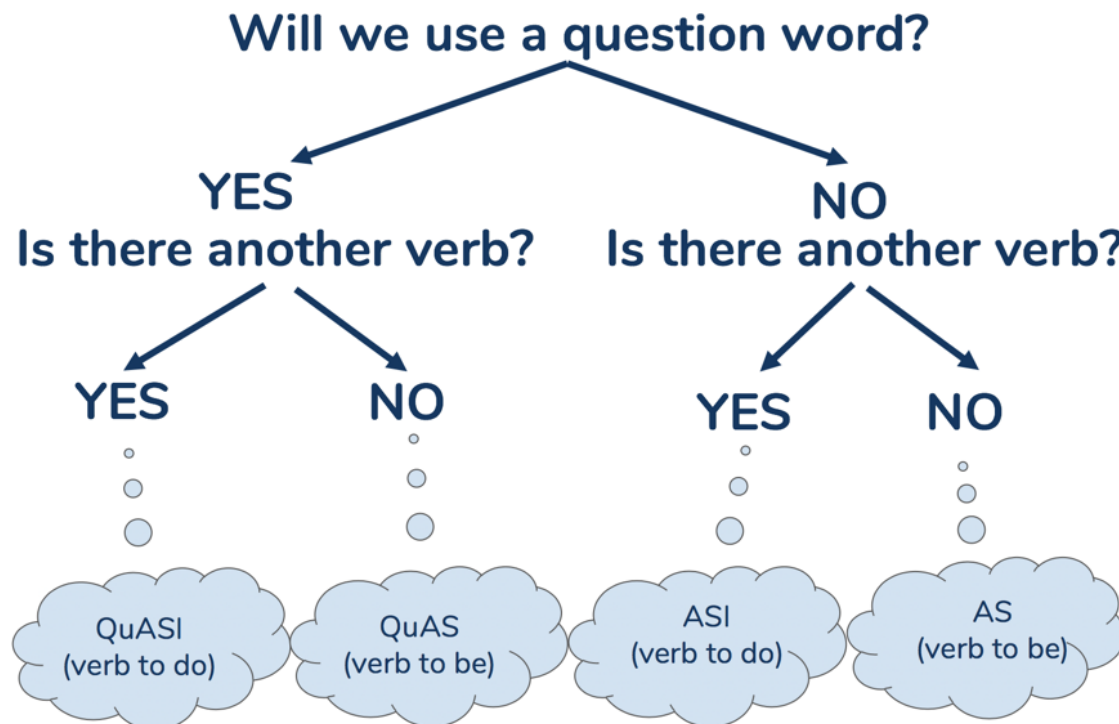 Will we use a question word?
YES
NO
Is there another verb?
Is there another verb?
YES
NO
YES
NO
QuASI
(verb to do)
QuAS
(verb to be)
ASI
(verb to do)
AS
(verb to be)